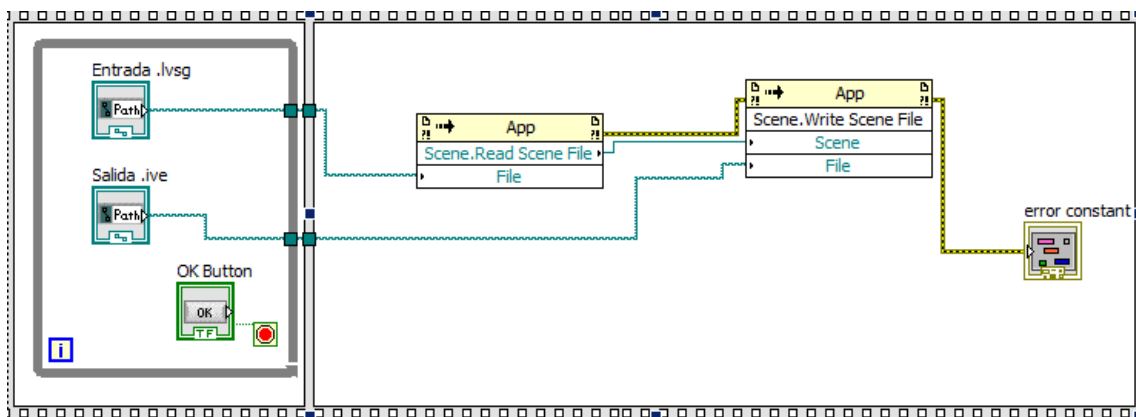 Entrada .lvsg
Path
Salida .ive
Path
OK Button
OK
TF
i
App
Scene.Read Scene File
File
App
Scene.Write Scene File
Scene
File
error constant